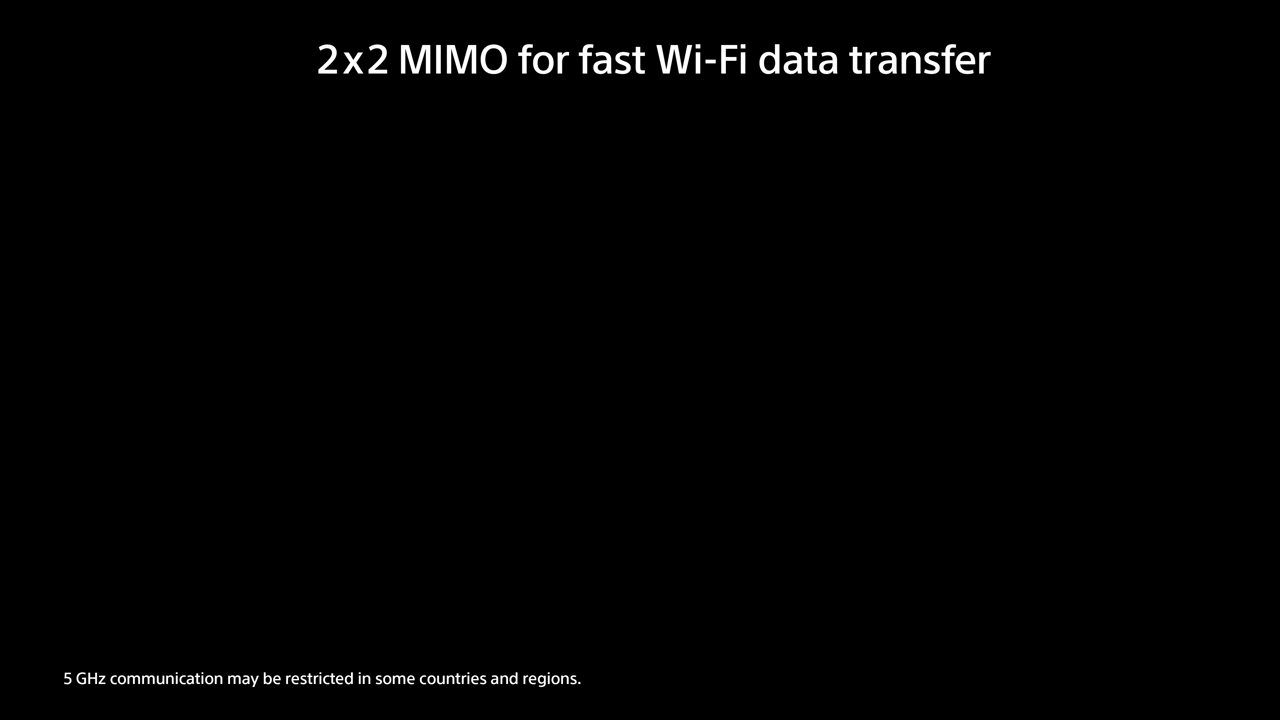 2x2 MIMO for fast Wi-Fi data transfer
5 GHz communication may be restricted in some countries and regions.